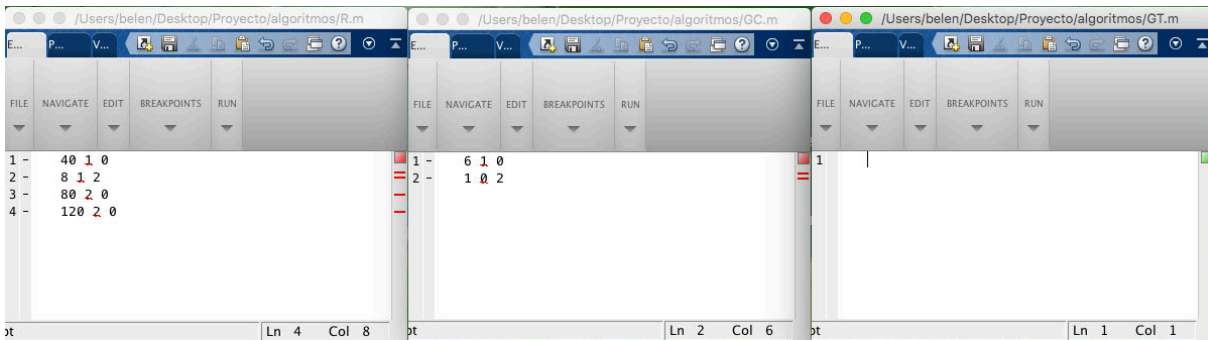 /Users/belen/Desktop/Proyecto/algoritmos/R.m
E... P... V...
FILE NAVIGATE EDIT BREAKPOINTS RUN
1 - 40 1 0
2 - 8 1 2
3 - 80 2 0
4 - 120 2 0
pt Ln 4 Col 8
/Users/belen/Desktop/Proyecto/algoritmos/GC.m
E... P... V...
FILE NAVIGATE EDIT BREAKPOINTS RUN
1 - 6 1 0
2 - 1 0 2
pt Ln 2 Col 6
/Users/belen/Desktop/Proyecto/algoritmos/GT.m
E... P... V...
FILE NAVIGATE EDIT BREAKPOINTS RUN
1
pt Ln 1 Col 1